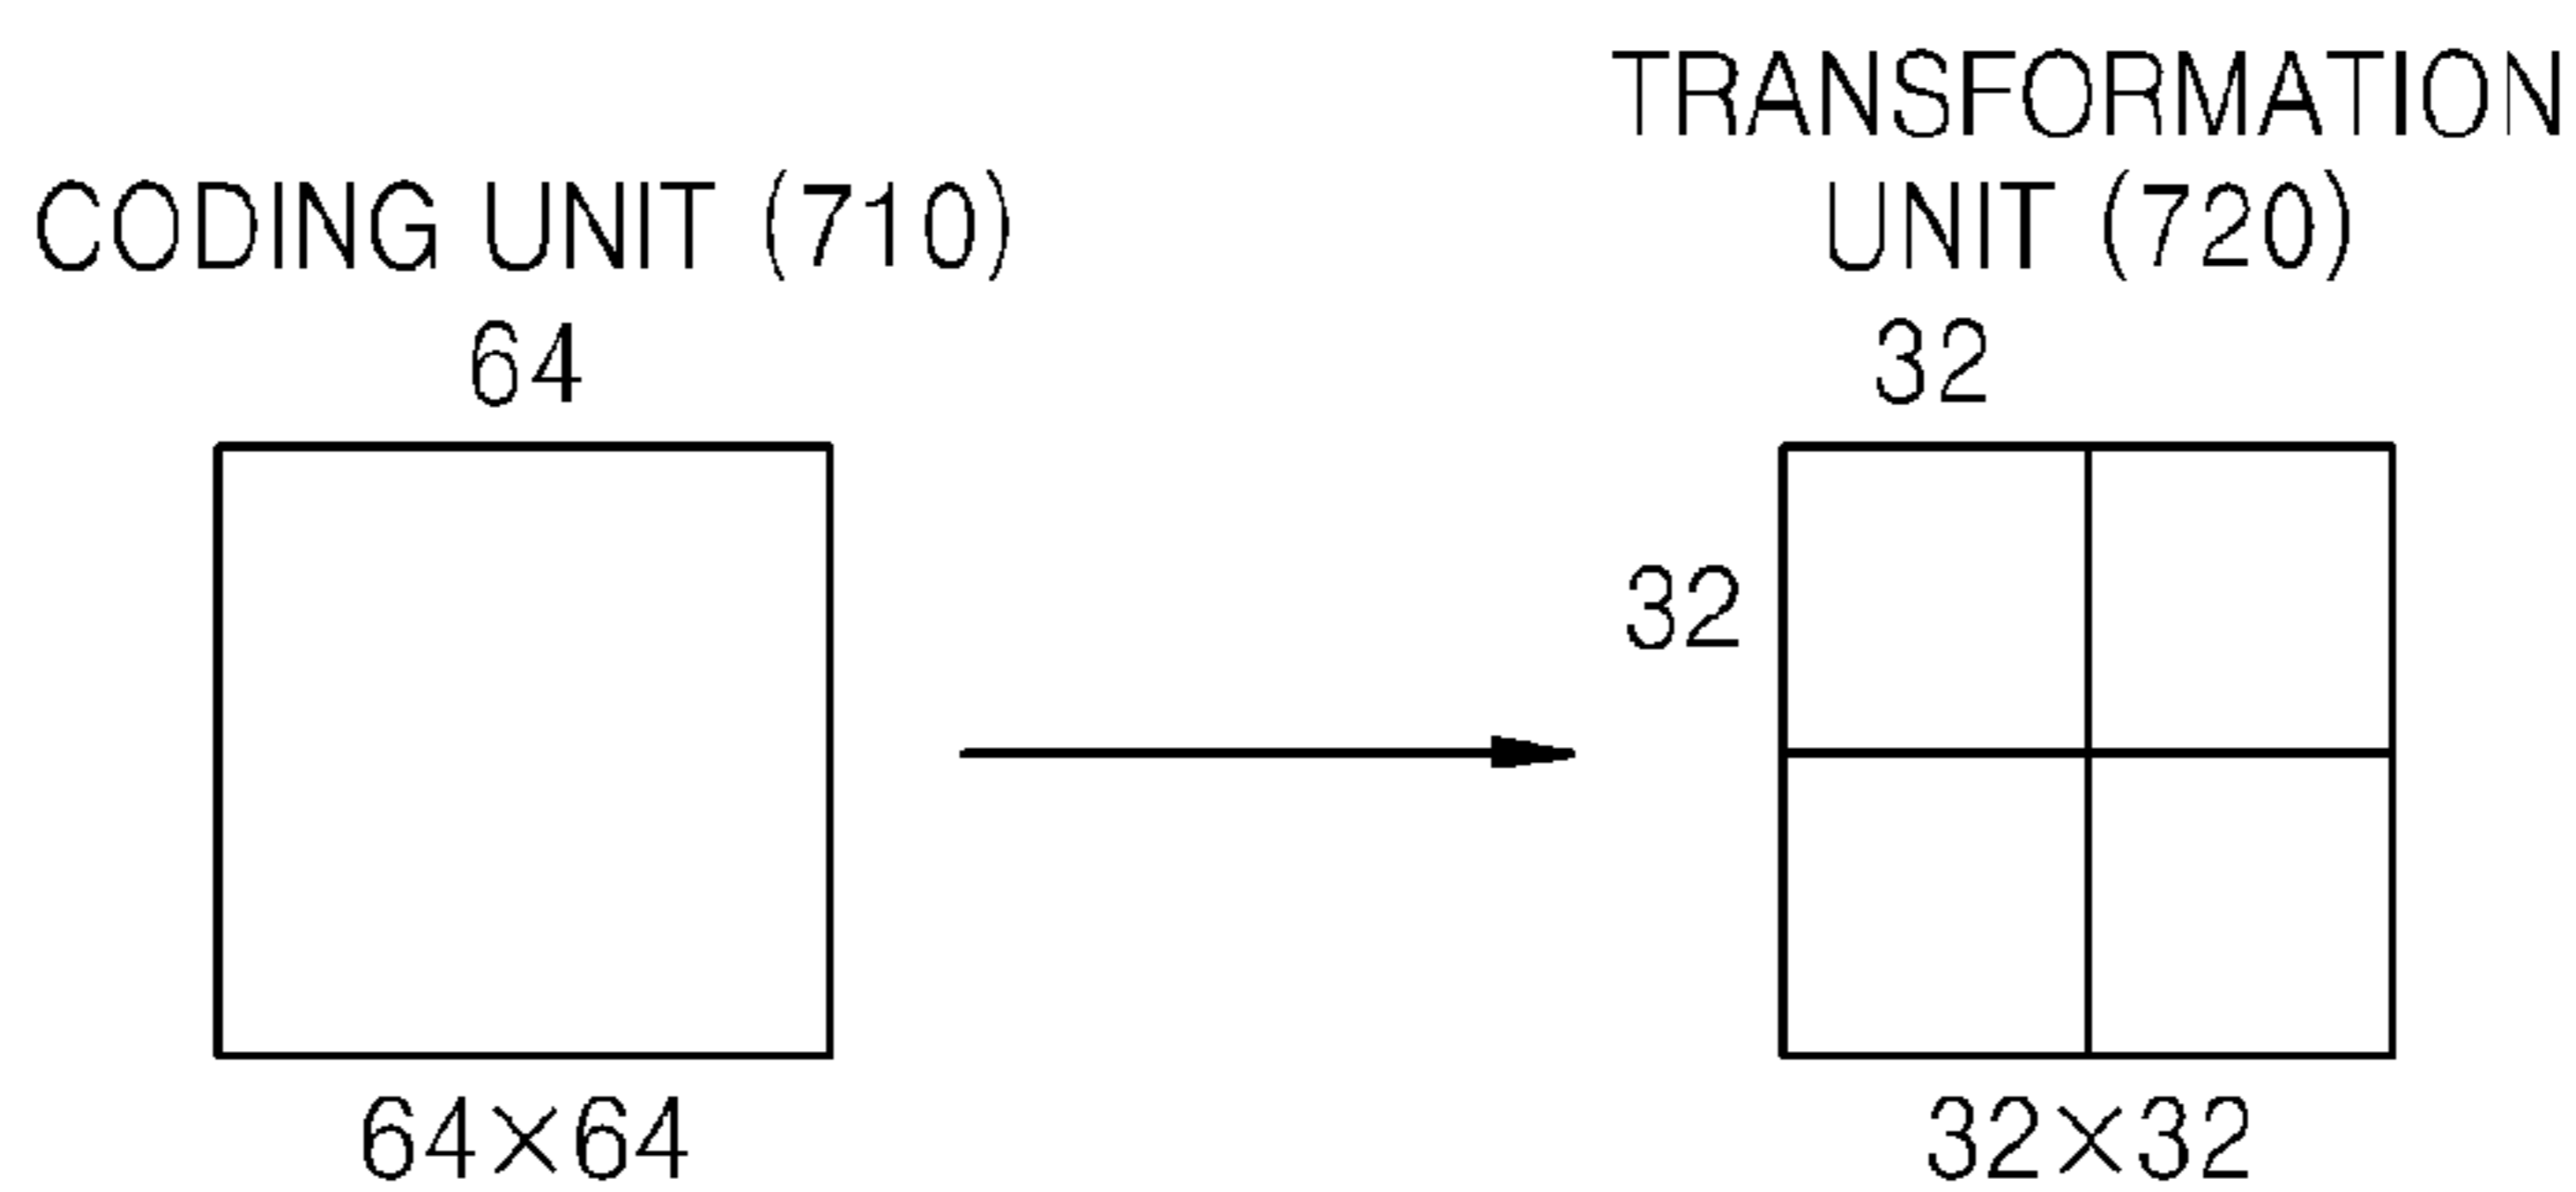 CODING UNIT (710)
64
64×64
TRANSFORMATION
UNIT (720)
32
32
32×32